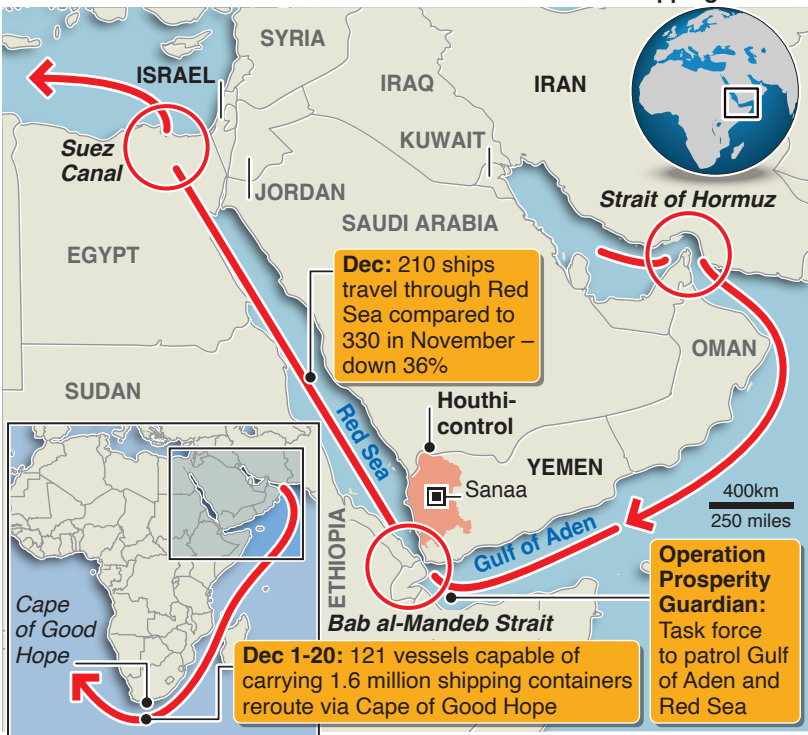 SYRIA
ISRAEL
IRAQ
IRAN
Suez
Canal
KUWAIT
JORDAN
Strait of Hormuz
SAUDI ARABIA
EGYPT
Dec: 210 ships
travel through Red
Sea compared to
330 in November –
down 36%
OMAN
SUDAN
Houthi-
control
Red Sea
YEMEN
Sanaa
400km
250 miles
Gulf of Aden
ETHIOPIA
Operation
Prosperity
Guardian:
Task force
to patrol Gulf
of Aden and
Red Sea
Bab al-Mandeb Strait
Cape
of Good
Hope
Dec 1-20: 121 vessels capable of
carrying 1.6 million shipping containers
reroute via Cape of Good Hope